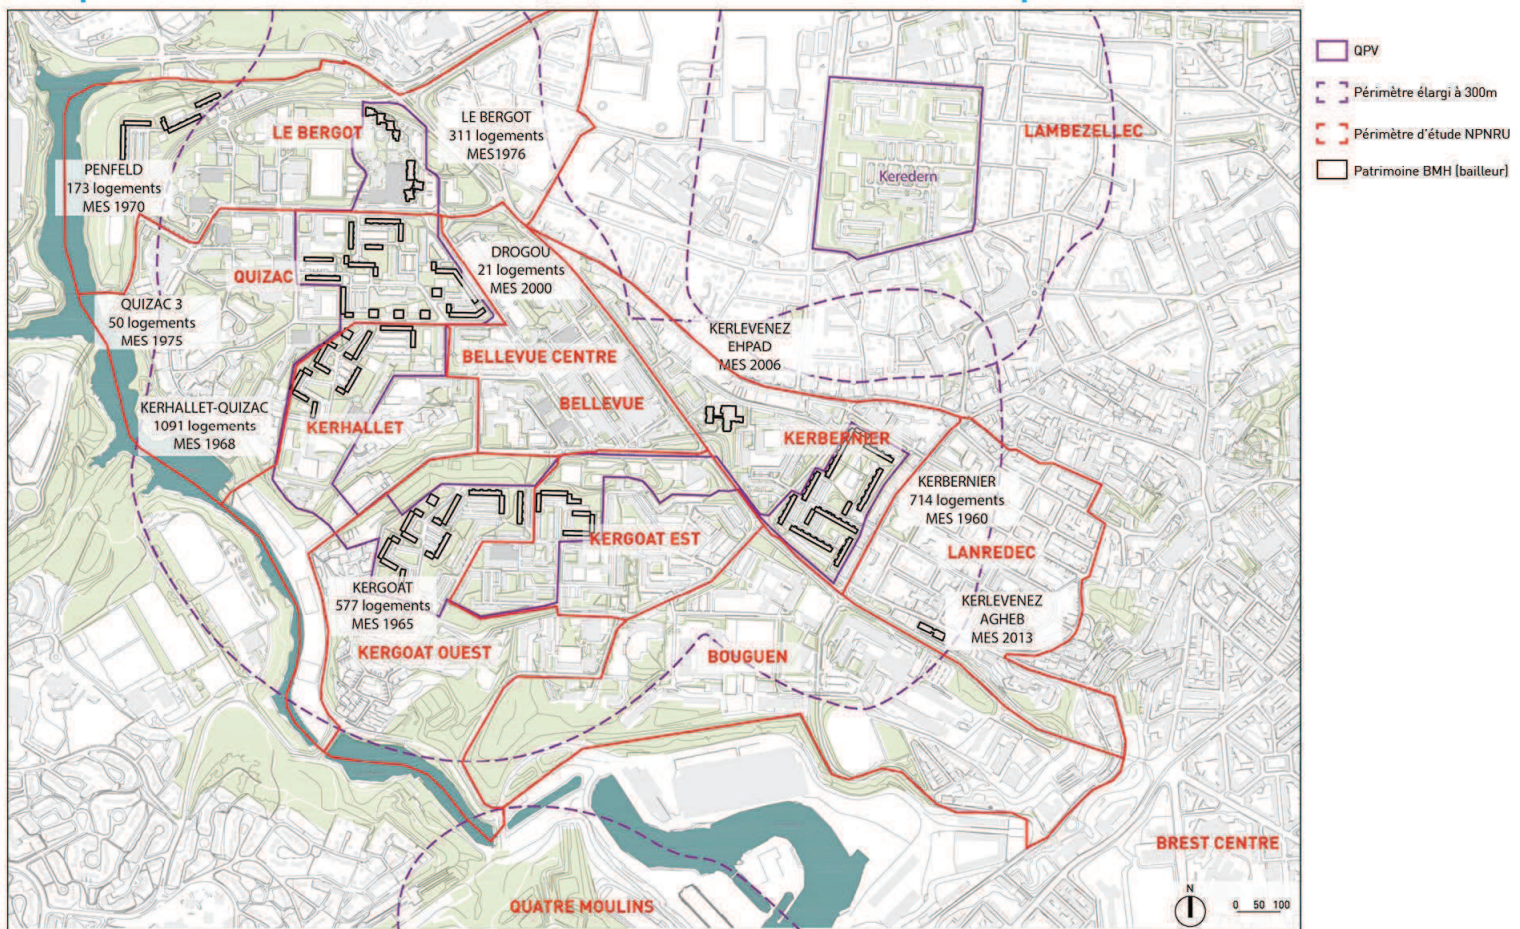 QPV
Périmètre élargi à 300m
Périmètre d'étude NPNRU
Patrimoine BMH (bailleur)
LE BERGOT
LE BERGOT
311 logements
MES1976
LAMBEZELLEC
Keredern
PENFELD
173 logements
MES 1970
QUIZAC
DROGOU
21 logements
MES 2000
QUIZAC 3
50 logements
MES 1975
KERLEVENEZ
EHPAD
MES 2006
BELLEVUE CENTRE
BELLEVUE
KERHALLET-QUIZAC
1091 logements
MES 1968
KERHALLET
KERBERNIER
KERBERNIER
714 logements
MES 1960
KERGOAT EST
LANREDEC
KERGOAT
577 logements
MES 1965
KERLEVENEZ
AGHEB
MES 2013
KERGOAT OUEST
BOUGUEN
BREST CENTRE
QUATRE MOULINS
N
0 50 100